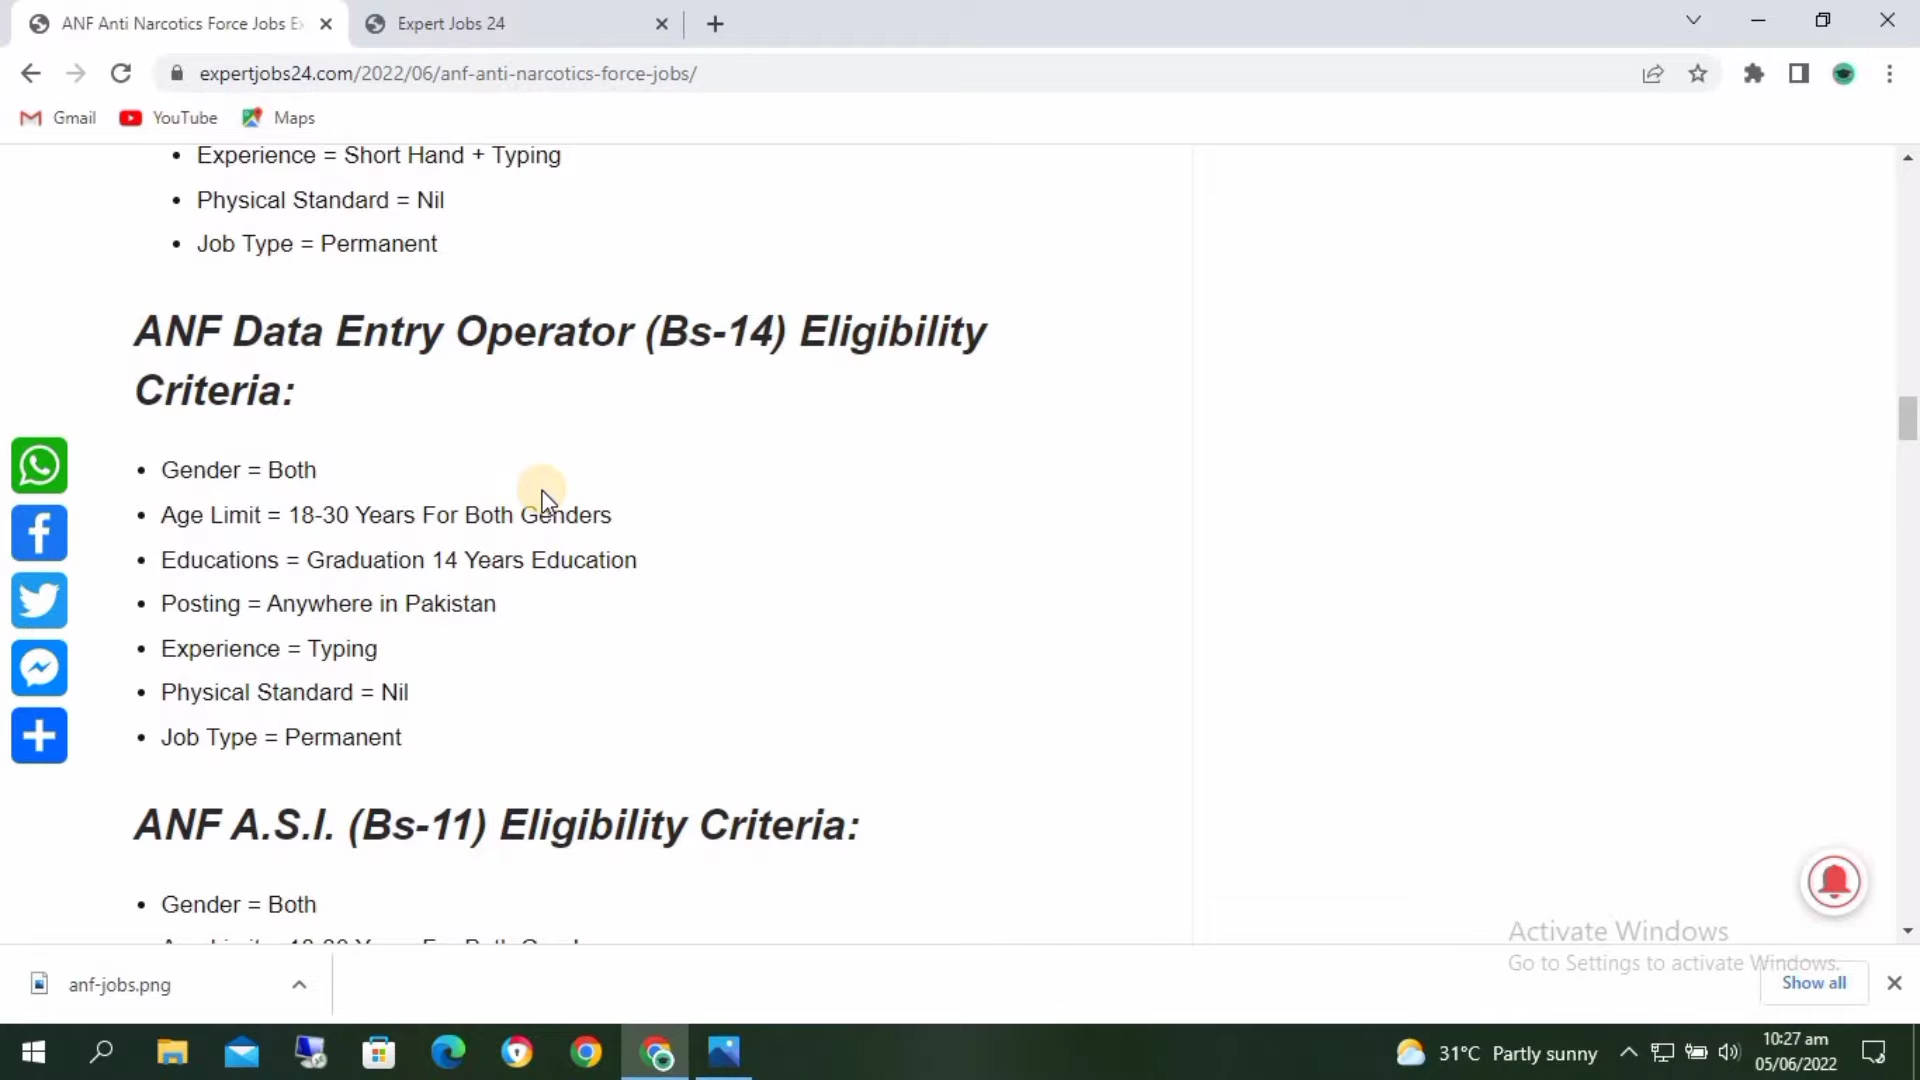 ANF Anti Narcotics Force Jobs Ex
Expert Jobs 24
expertjobs24.com/2022/06/anf-anti-narcotics-force-jobs/
Gmail
YouTube
Maps
• Experience = Short Hand + Typing
• Physical Standard = Nil
• Job Type = Permanent
ANF Data Entry Operator (Bs-14) Eligibility
Criteria:
• Gender = Both
• Age Limit = 18-30 Years For Both Genders
• Educations = Graduation 14 Years Education
• Posting = Anywhere in Pakistan
• Experience = Typing
• Physical Standard = Nil
• Job Type = Permanent
ANF A.S.I. (Bs-11) Eligibility Criteria:
• Gender = Both
Activate Windows
Go to Settings to activate Windows.
anf-jobs.png
Show all
31°C Partly sunny
10:27 am
05/06/2022